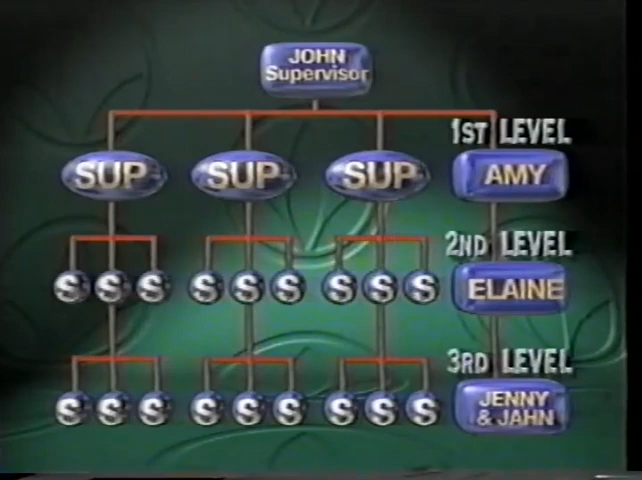 JOHN
Supervisor
1ST LEVEL
SUP SUP SUP AMY
2ND LEVEL
S S S S S S S S S ELAINE
3RD LEVEL
S S S S S S S S S JENNY
& JAHN